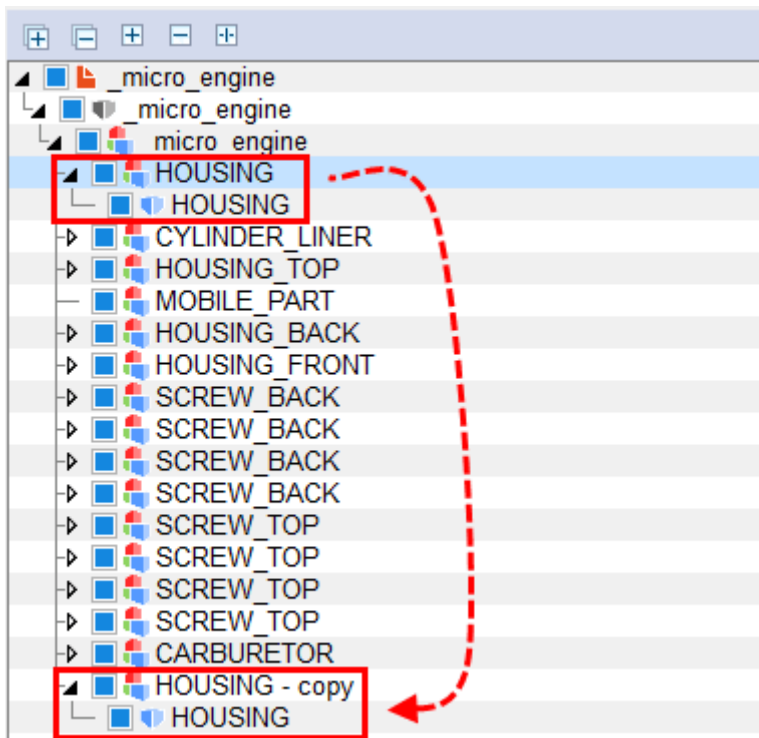 _micro_engine
_micro_engine
_micro_engine
HOUSING
HOUSING
CYLINDER_LINER
HOUSING_TOP
MOBILE_PART
HOUSING_BACK
HOUSING_FRONT
SCREW_BACK
SCREW_BACK
SCREW_BACK
SCREW_BACK
SCREW_TOP
SCREW_TOP
SCREW_TOP
SCREW_TOP
CARBURETOR
HOUSING - copy
HOUSING